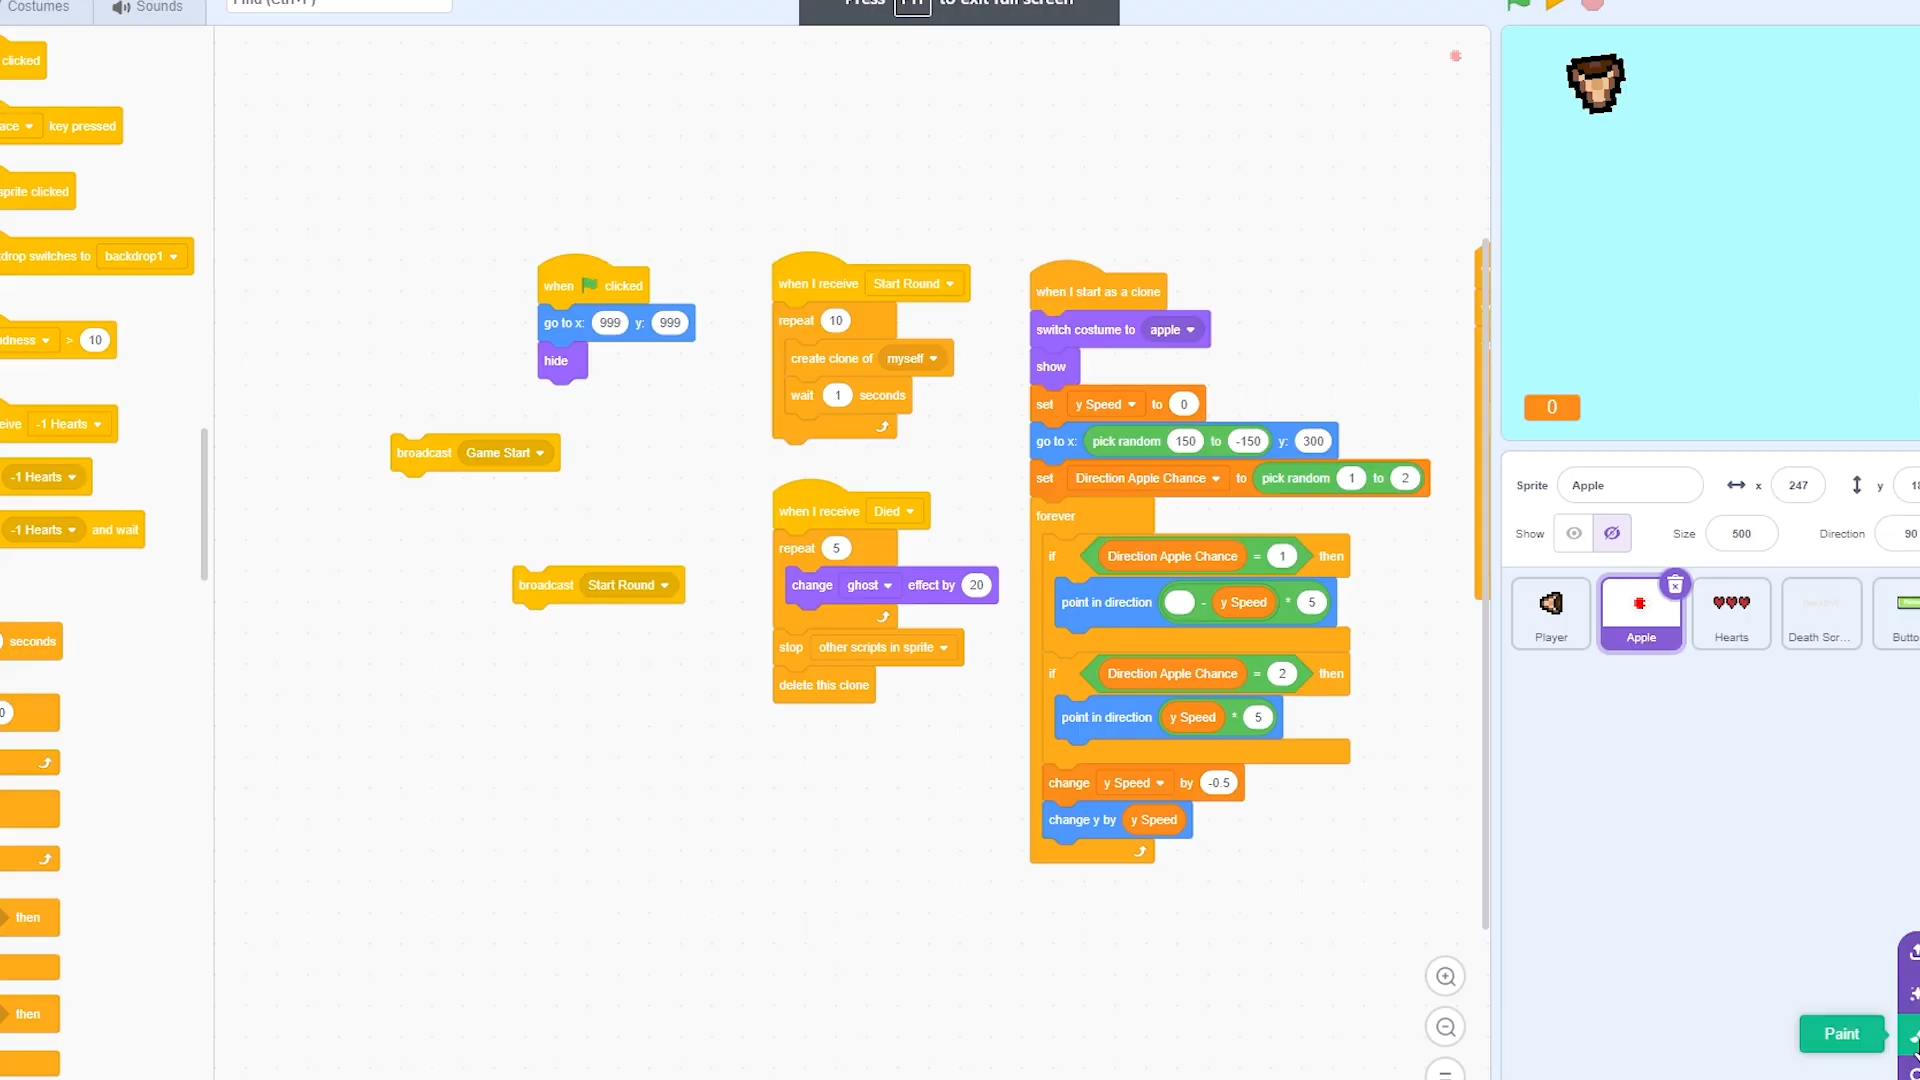 Costumes
Sounds
to exit full screen
clicked
key pressed
sprite clicked
drop switches to backdrop1
> 10
-1 Hearts
-1 Hearts
-1 Hearts and wait
seconds
then
then
when clicked
go to x: 999 y: 999
hide
broadcast Game Start
broadcast Start Round
when I receive Start Round
repeat 10
create clone of myself
wait 1 seconds
when I receive Died
repeat 5
change ghost effect by 20
stop other scripts in sprite
delete this clone
when I start as a clone
switch costume to apple
show
set y Speed to 0
go to x: pick random 150 to -150 y: 300
set Direction Apple Chance to pick random 1 to 2
forever
if Direction Apple Chance = 1 then
point in direction - y Speed * 5
if Direction Apple Chance = 2 then
point in direction y Speed * 5
change y Speed by -0.5
change y by y Speed
0
Sprite Apple x 247 y
Show Size 500 Direction 90
Player
Apple
Hearts
Death Scr...
Paint